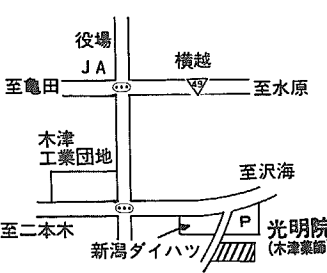 役場
JA
横越
至亀田
49
至水原
木津
工業団地
至沢海
P
至二本木
新潟ダイハツ
光明院
(木津薬師)